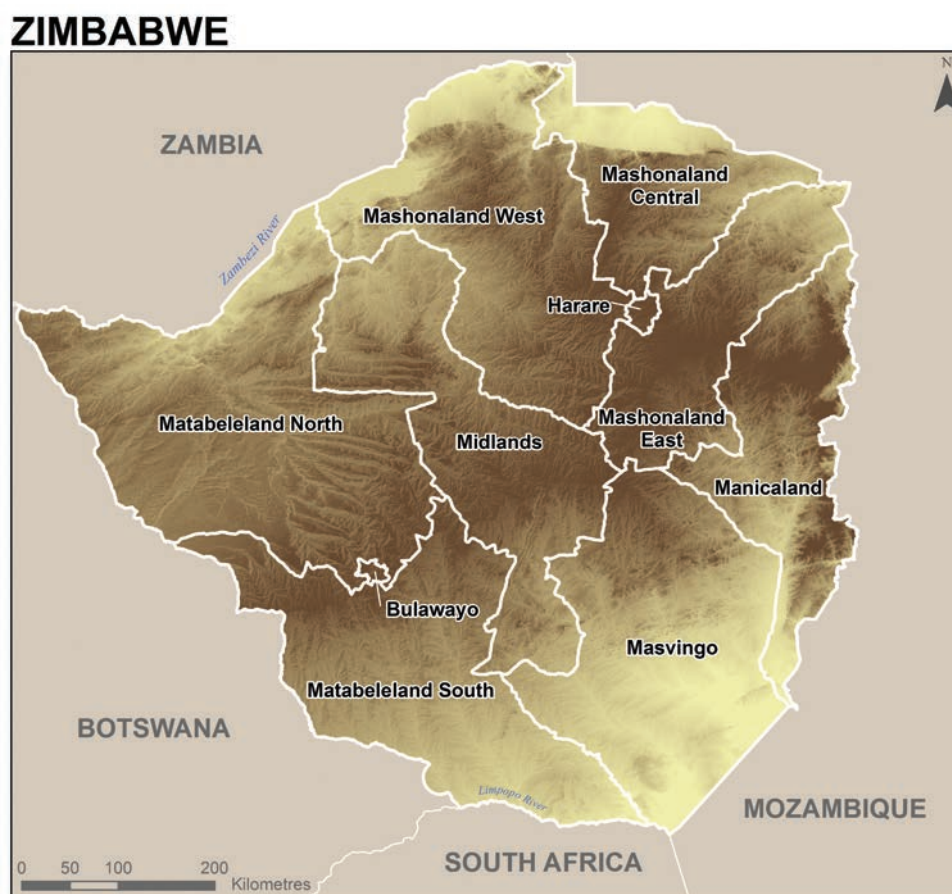 ZIMBABWE
N
ZAMBIA
Mashonaland
Central
Mashonaland West
Zambezi River
Harare
Matabeleland North
Midlands
Mashonaland
East
Manicaland
Bulawayo
Masvingo
Matabeleland South
BOTSWANA
Limpopo River
MOZAMBIQUE
SOUTH AFRICA
0 50 100 200
Kilometres